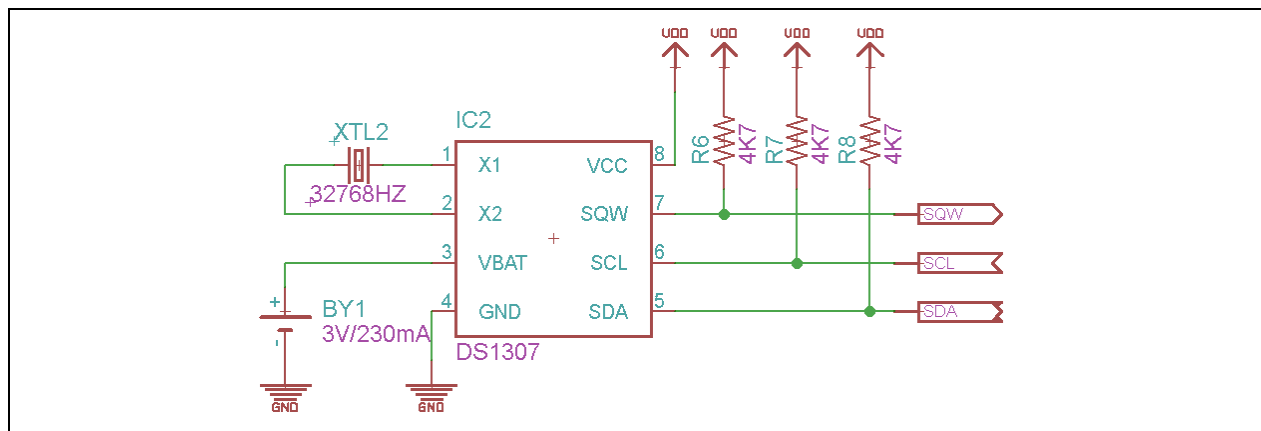 VDD VDD VDD VDD
XTL2
32768HZ
IC2
1 X1 VCC 8
2 X2 SQW 7
3 VBAT SCL 6
4 GND SDA 5
DS1307
R6 4K7 R7 4K7 R8 4K7
SQW
SCL
SDA
+
BY1
3V/230mA
-
GND
GND